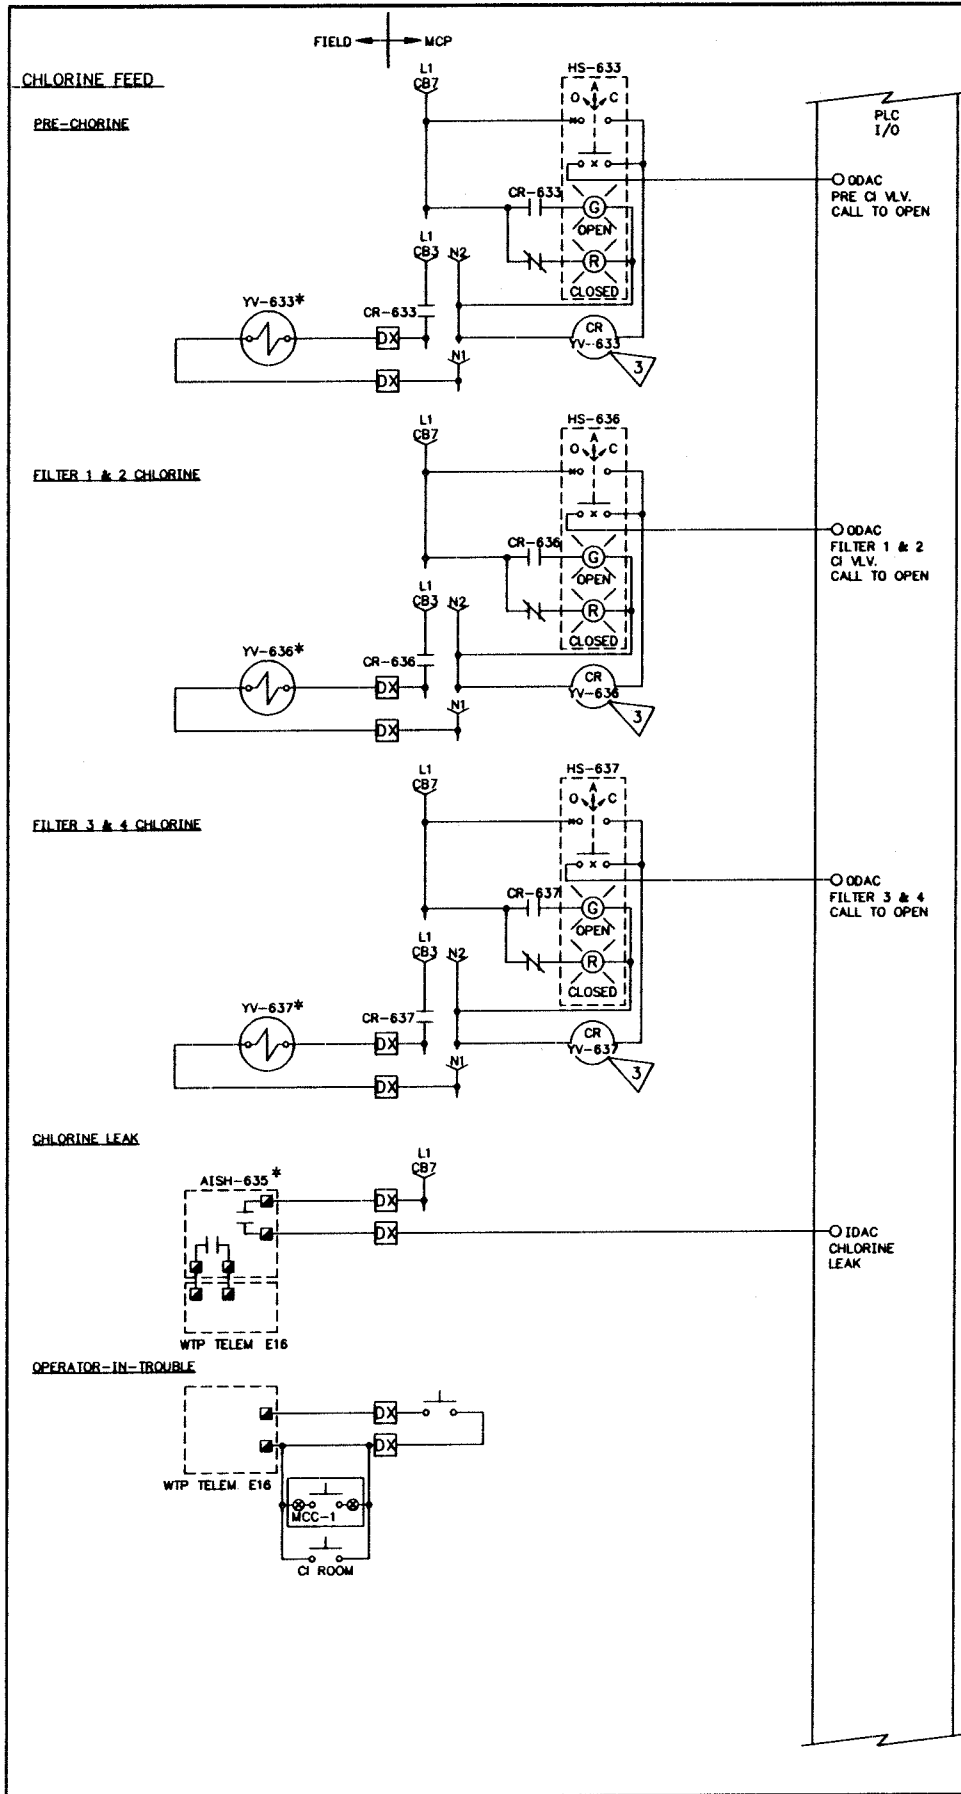 FIELD MCP
CHLORINE FEED
PRE-CHORINE
L1
CB7
HS-633
O A C
PLC
I/O
ODAC
PRE Cl VLV.
CALL TO OPEN
CR-633
G
OPEN
R
CLOSED
L1
CB3
N2
YV-633*
CR-633
DX
CR
YV-633
3
N1
DX
FILTER 1 & 2 CHLORINE
L1
CB7
HS-636
O A C
ODAC
FILTER 1 & 2
Cl VLV.
CALL TO OPEN
CR-636
G
OPEN
R
CLOSED
L1
CB3
N2
YV-636*
CR-636
DX
CR
YV-636
3
N1
DX
FILTER 3 & 4 CHLORINE
L1
CB7
HS-637
O A C
ODAC
FILTER 3 & 4
CALL TO OPEN
CR-637
G
OPEN
R
CLOSED
L1
CB3
N2
YV-637*
CR-637
DX
CR
YV-637
3
N1
DX
CHLORINE LEAK
L1
CB7
AISH-635*
DX
DX
IDAC
CHLORINE
LEAK
WTP TELEM E16
OPERATOR-IN-TROUBLE
DX
DX
WTP TELEM E16
MCC-1
Cl ROOM